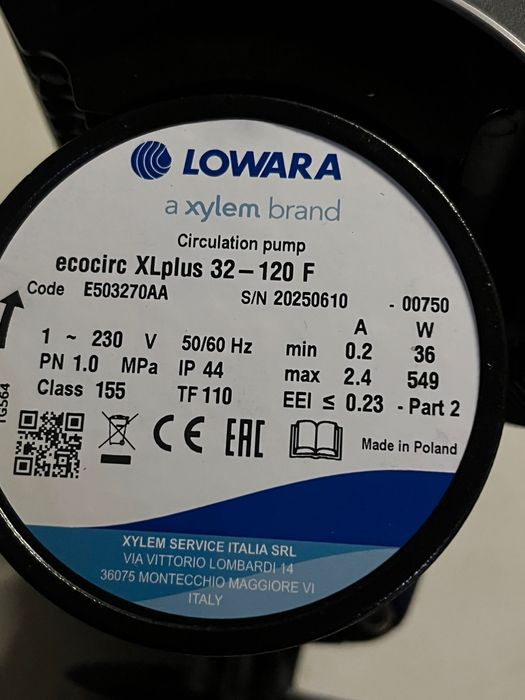 LOWARA
a xylem brand
Circulation pump
ecocirc XLplus 32-120 F
Code E503270AA S/N 20250610 - 00750
A W
1 ~ 230 V 50/60 Hz min 0.2 36
PN 1.0 MPa IP 44 max 2.4 549
Class 155 TF 110 EEI ≤ 0.23 - Part 2
TG564
CE EAC Made in Poland
XYLEM SERVICE ITALIA SRL
VIA VITTORIO LOMBARDI 14
36075 MONTECCHIO MAGGIORE VI
ITALY